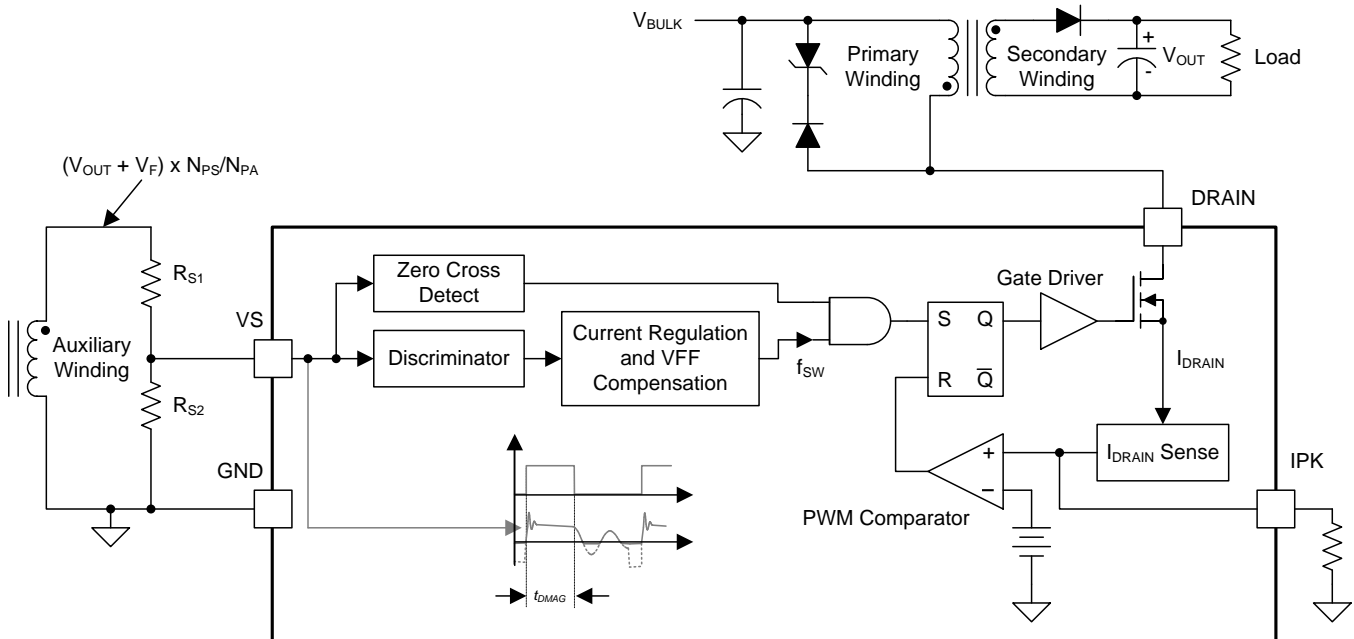 V_BULK
Primary
Winding
Secondary
Winding
+
V_OUT
-
Load
(V_OUT + V_F) x N_PS/N_PA
DRAIN
R_S1
Zero Cross
Detect
Gate Driver
VS
Auxiliary
Winding
Discriminator
Current Regulation
and VFF
Compensation
f_SW
S Q
R Q̅
I_DRAIN
R_S2
I_DRAIN Sense
GND
IPK
+
−
PWM Comparator
t_DMAG